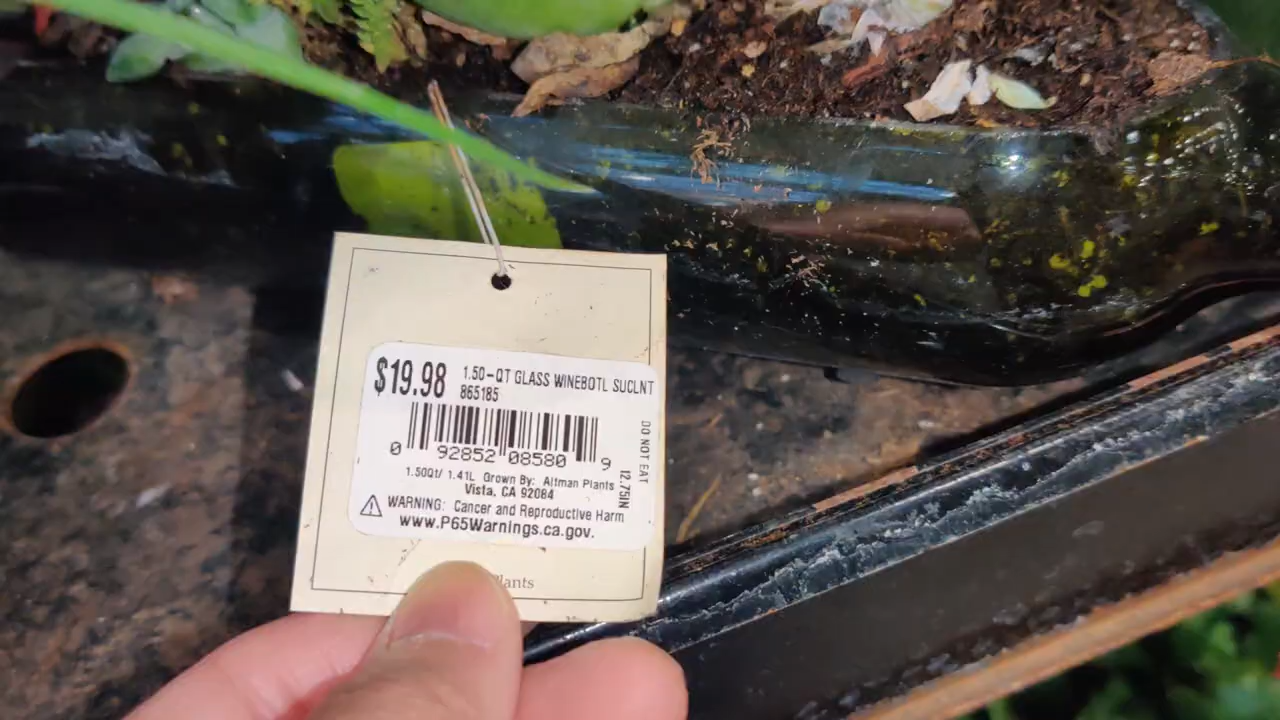 $19.98 1.50-QT GLASS WINEBOTL SUCLNT
865185
0 92852 08580 9
DO NOT EAT
12.75IN
1.50Qt/ 1.41L Grown By: Altman Plants
Vista, CA 92084
WARNING: Cancer and Reproductive Harm
www.P65Warnings.ca.gov.
Plants